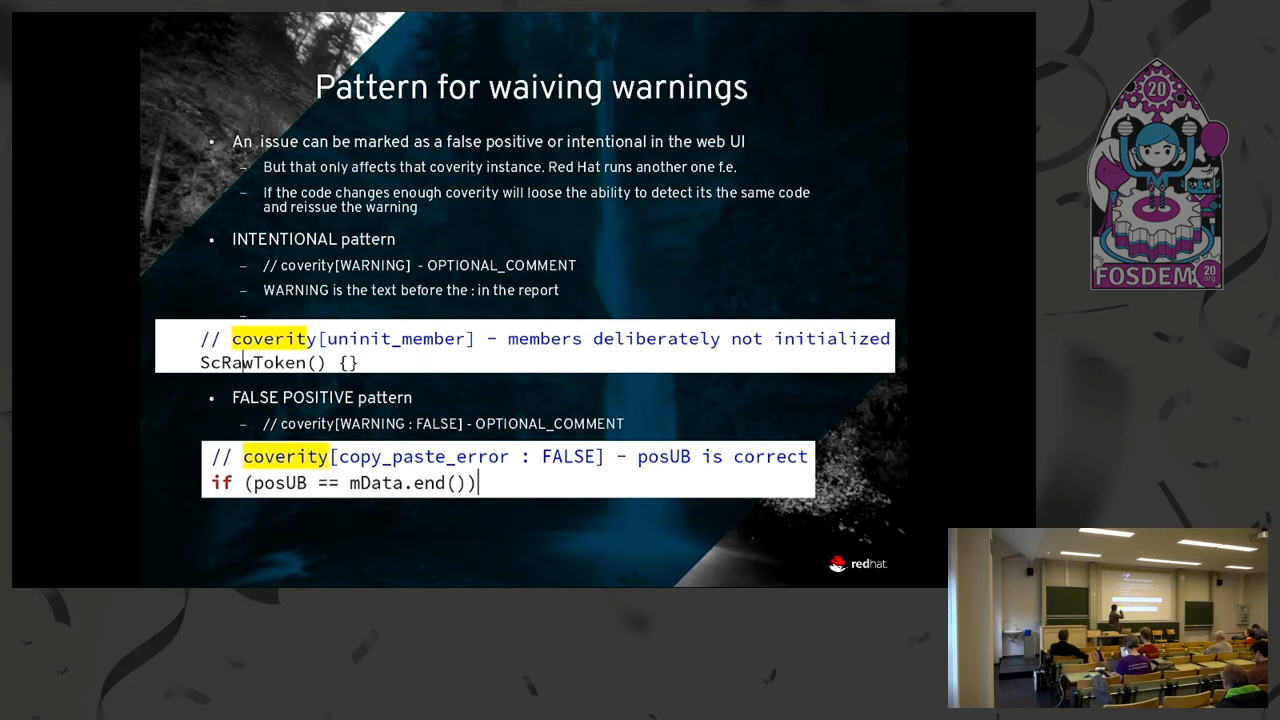 Pattern for waiving warnings
• An issue can be marked as a false positive or intentional in the web UI
– But that only affects that coverity instance. Red Hat runs another one f.e.
– If the code changes enough coverity will loose the ability to detect its the same code
and reissue the warning
• INTENTIONAL pattern
– // coverity[WARNING] - OPTIONAL_COMMENT
– WARNING is the text before the : in the report
–
// coverity[uninit_member] - members deliberately not initialized
ScRawToken() {}
• FALSE POSITIVE pattern
– // coverity[WARNING : FALSE] - OPTIONAL_COMMENT
// coverity[copy_paste_error : FALSE] - posUB is correct
if (posUB == mData.end())
redhat.
20
FOSDEM
20
.org